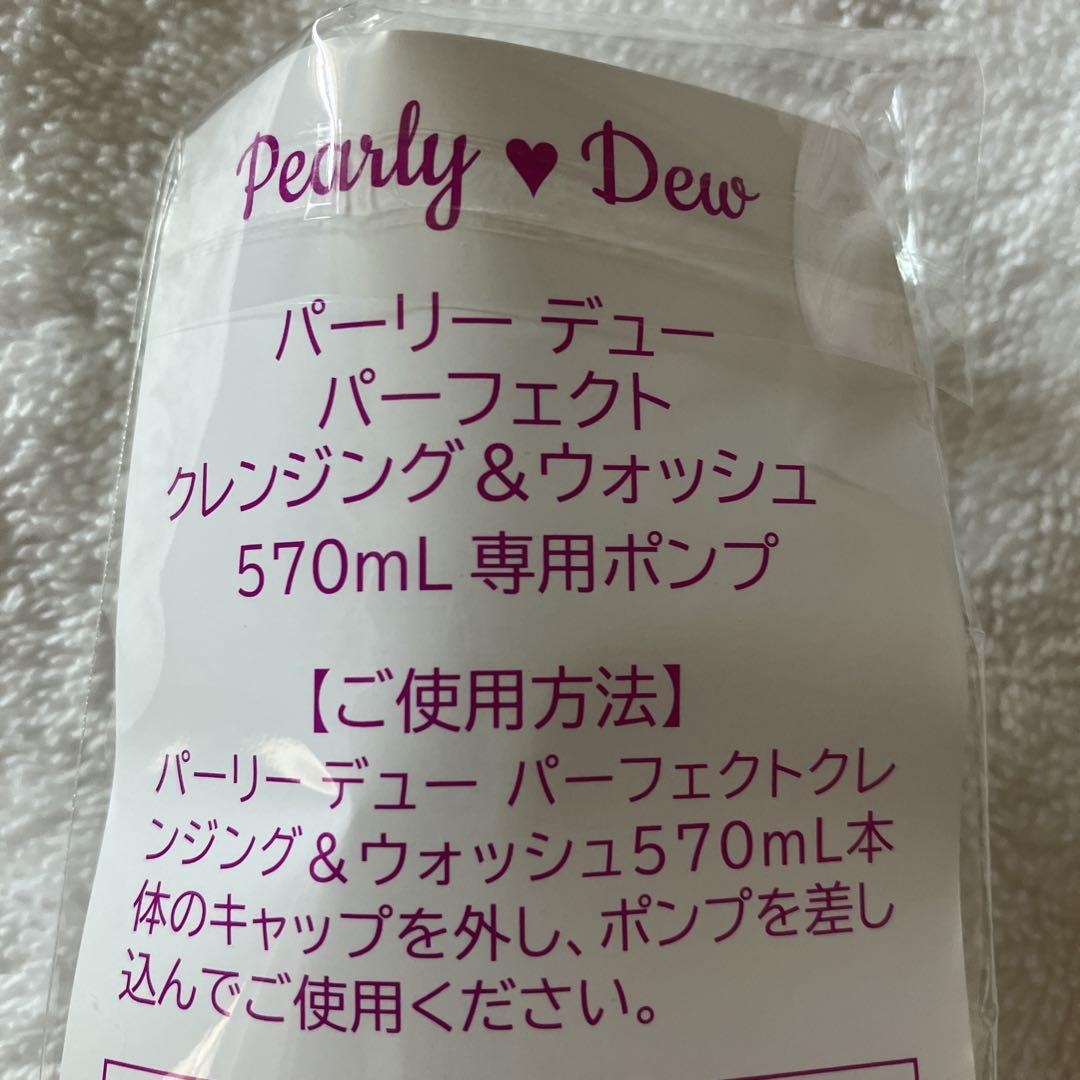 Pearly ♥ Dew
パーリー デュー
パーフェクト
クレンジング＆ウォッシュ
570mL 専用ポンプ
【ご使用方法】
パーリー デュー パーフェクトクレ
ンジング＆ウォッシュ570mL本
体のキャップを外し、ポンプを差し
込んでご使用ください。